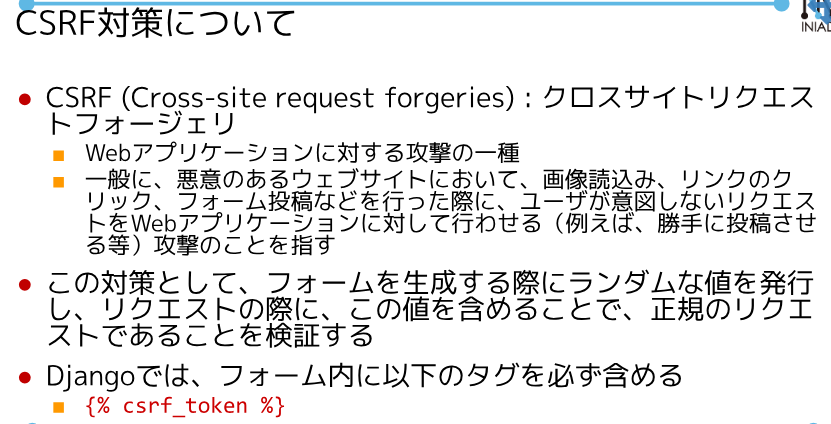 CSRF対策について
INIAD
● CSRF (Cross-site request forgeries) : クロスサイトリクエス
トフォージェリ
■ Webアプリケーションに対する攻撃の一種
■ 一般に、悪意のあるウェブサイトにおいて、画像読込み、リンクのク
リック、フォーム投稿などを行った際に、ユーザが意図しないリクエス
トをWebアプリケーションに対して行わせる（例えば、勝手に投稿させ
る等）攻撃のことを指す
● この対策として、フォームを生成する際にランダムな値を発行
し、リクエストの際に、この値を含めることで、正規のリクエ
ストであることを検証する
● Djangoでは、フォーム内に以下のタグを必ず含める
■ {% csrf_token %}